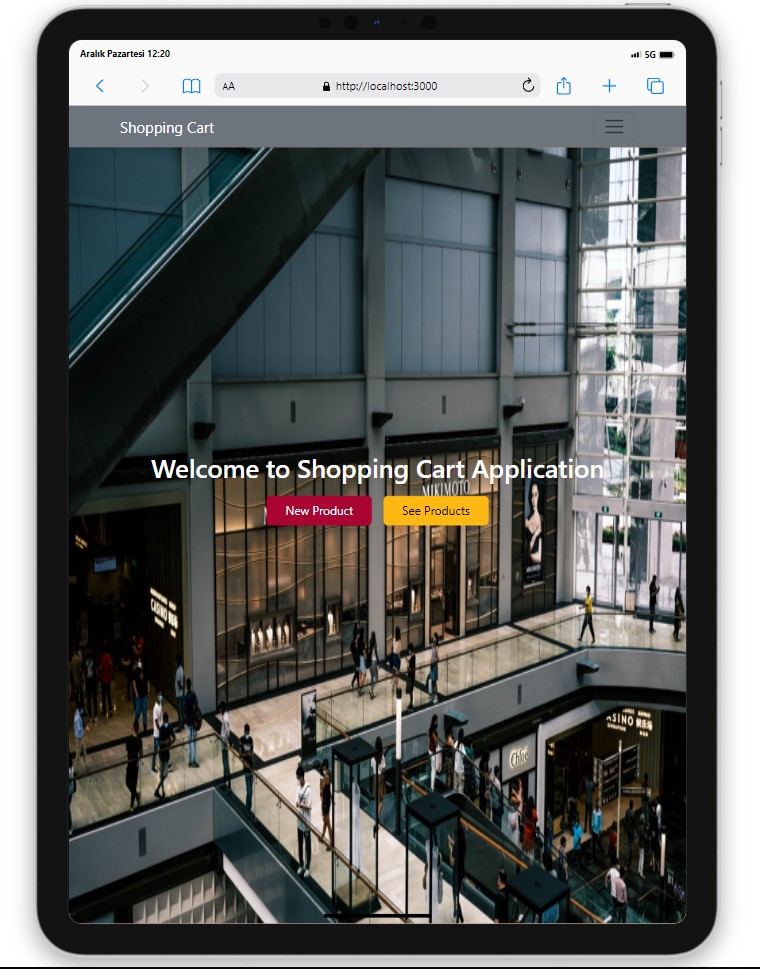 Aralık Pazartesi 12:20
5G
AA
http://localhost:3000
Shopping Cart
Welcome to Shopping Cart Application
MIKIMOTO
New Product
See Products
Chloé